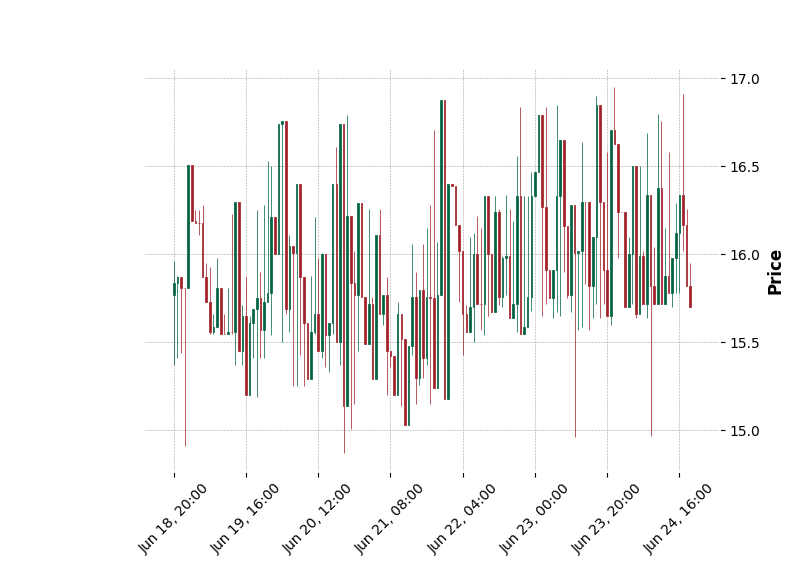 17.0
16.5
16.0
15.5
15.0
Price
Jun 18, 20:00
Jun 19, 16:00
Jun 20, 12:00
Jun 21, 08:00
Jun 22, 04:00
Jun 23, 00:00
Jun 23, 20:00
Jun 24, 16:00